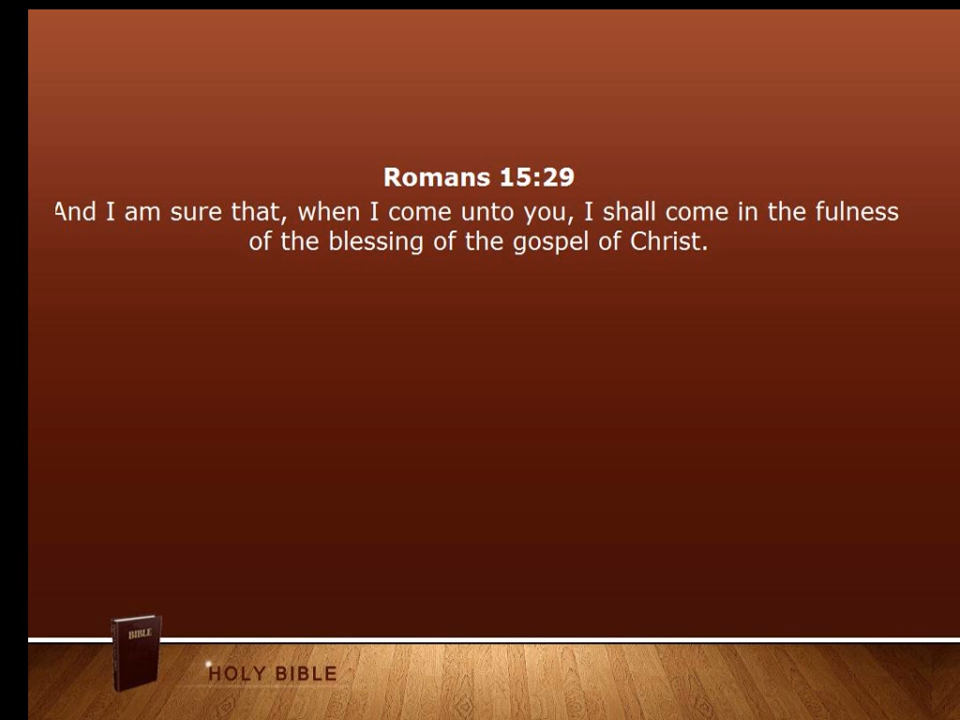 Romans 15:29
And I am sure that, when I come unto you, I shall come in the fulness
of the blessing of the gospel of Christ.
BIBLE
HOLY BIBLE